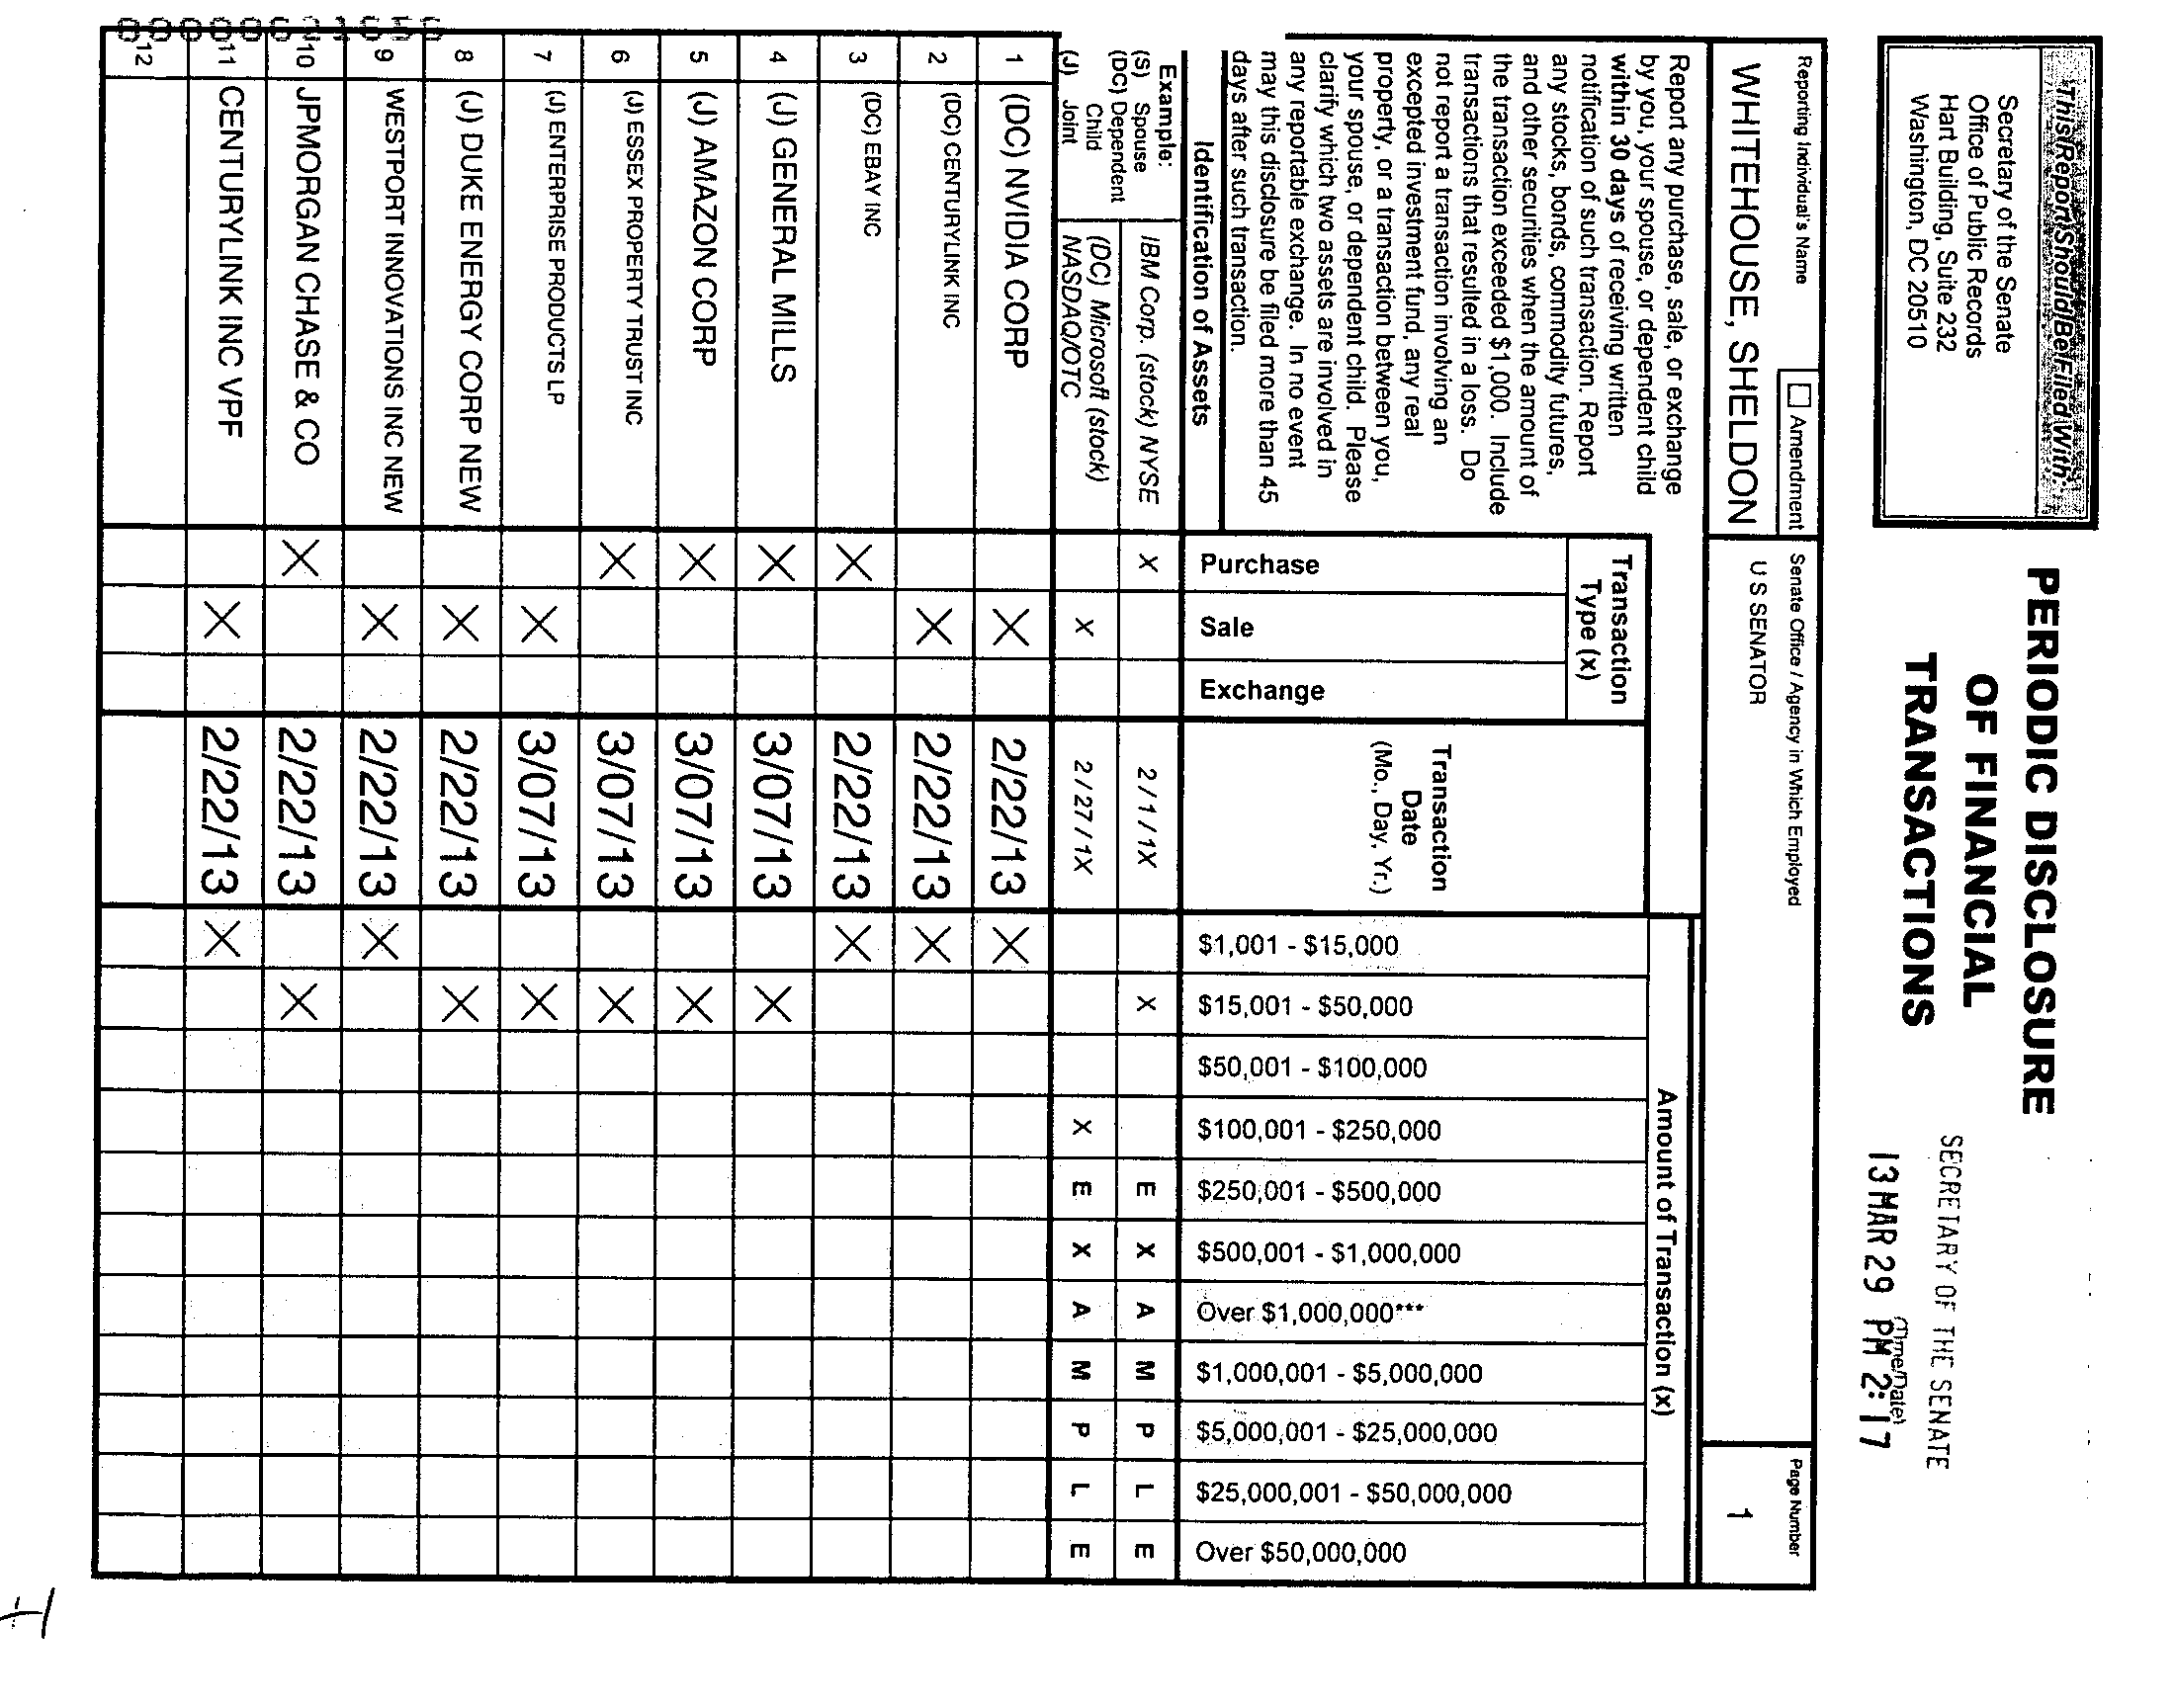 This Report Should Be Filed With:
Secretary of the Senate
Office of Public Records
Hart Building, Suite 232
Washington, DC 20510
PERIODIC DISCLOSURE
OF FINANCIAL
TRANSACTIONS
SECRETARY OF THE SENATE
(Time/Date)
13 MAR 29 PM 2:17
Reporting Individual's Name
Amendment
WHITEHOUSE, SHELDON
Senate Office / Agency in Which Employed
U S SENATOR
Page Number
1
Report any purchase, sale, or exchange
by you, your spouse, or dependent child
within 30 days of receiving written
notification of such transaction. Report
any stocks, bonds, commodity futures,
and other securities when the amount of
the transaction exceeded $1,000. Include
transactions that resulted in a loss. Do
not report a transaction involving an
excepted investment fund, any real
property, or a transaction between you,
your spouse, or dependent child. Please
clarify which two assets are involved in
any reportable exchange. In no event
may this disclosure be filed more than 45
days after such transaction.
Identification of Assets
Transaction
Type (x)
Purchase
Sale
Exchange
Transaction
Date
(Mo., Day, Yr.)
Amount of Transaction (x)
$1,001 - $15,000
$15,001 - $50,000
$50,001 - $100,000
$100,001 - $250,000
$250,001 - $500,000
$500,001 - $1,000,000
Over $1,000,000***
$1,000,001 - $5,000,000
$5,000,001 - $25,000,000
$25,000,001 - $50,000,000
Over $50,000,000
Example:
(S) Spouse
(DC) Dependent
Child
(J) Joint
IBM Corp. (stock) NYSE X 2/1/1X X E X A M P L E
(DC) Microsoft (stock)
NASDAQ/OTC X 2/27/1X X E X A M P L E
1 (DC) NVIDIA CORP X 2/22/13 X
2 (DC) CENTURYLINK INC X 2/22/13 X
3 (DC) EBAY INC X 2/22/13 X
4 (J) GENERAL MILLS X 3/07/13 X
5 (J) AMAZON CORP X 3/07/13 X
6 (J) ESSEX PROPERTY TRUST INC X 3/07/13 X
7 (J) ENTERPRISE PRODUCTS LP X 3/07/13 X
8 (J) DUKE ENERGY CORP NEW X 2/22/13 X
9 WESTPORT INNOVATIONS INC NEW X 2/22/13 X
10 JPMORGAN CHASE & CO X 2/22/13 X
11 CENTURYLINK INC VPF X 2/22/13 X
12